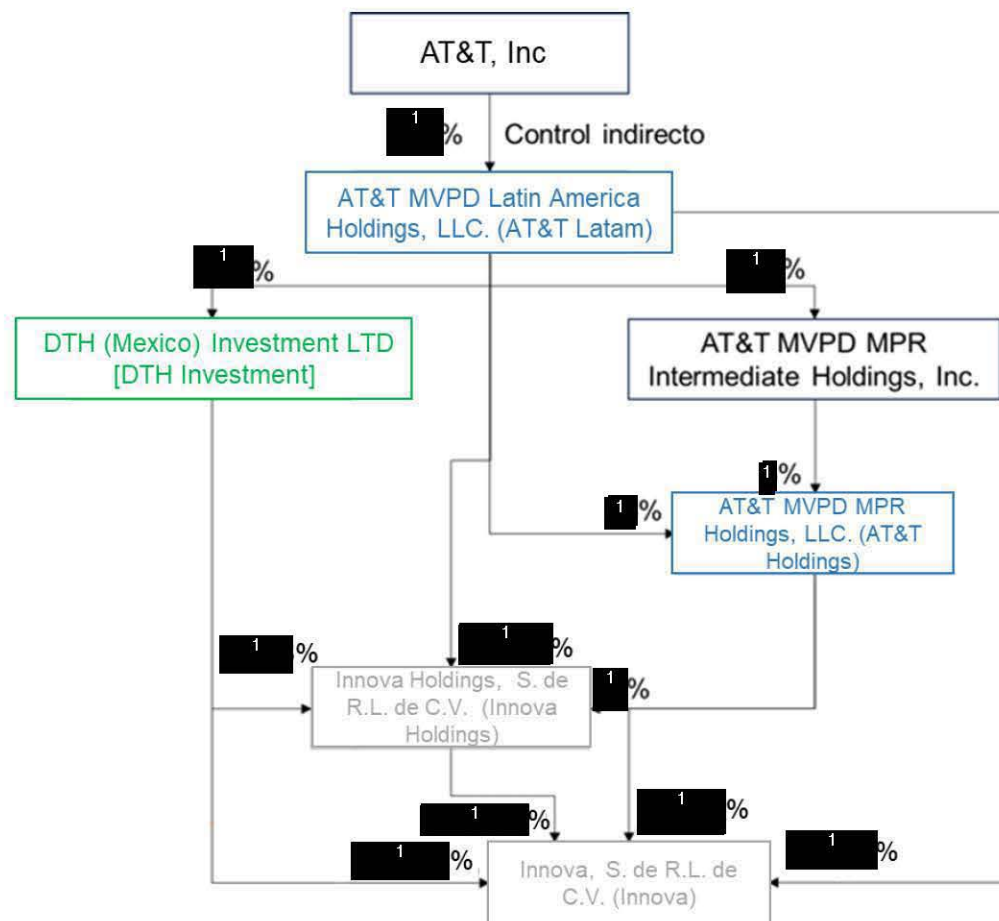 AT&T, Inc
1 %
Control indirecto
AT&T MVPD Latin America
Holdings, LLC. (AT&T Latam)
1 %
1 %
DTH (Mexico) Investment LTD
[DTH Investment]
AT&T MVPD MPR
Intermediate Holdings, Inc.
1 %
1 %
AT&T MVPD MPR
Holdings, LLC. (AT&T
Holdings)
1 %
1 %
Innova Holdings, S. de
R.L. de C.V. (Innova
Holdings)
1 %
1 %
1 %
1 %
1 %
Innova, S. de R.L. de
C.V. (Innova)